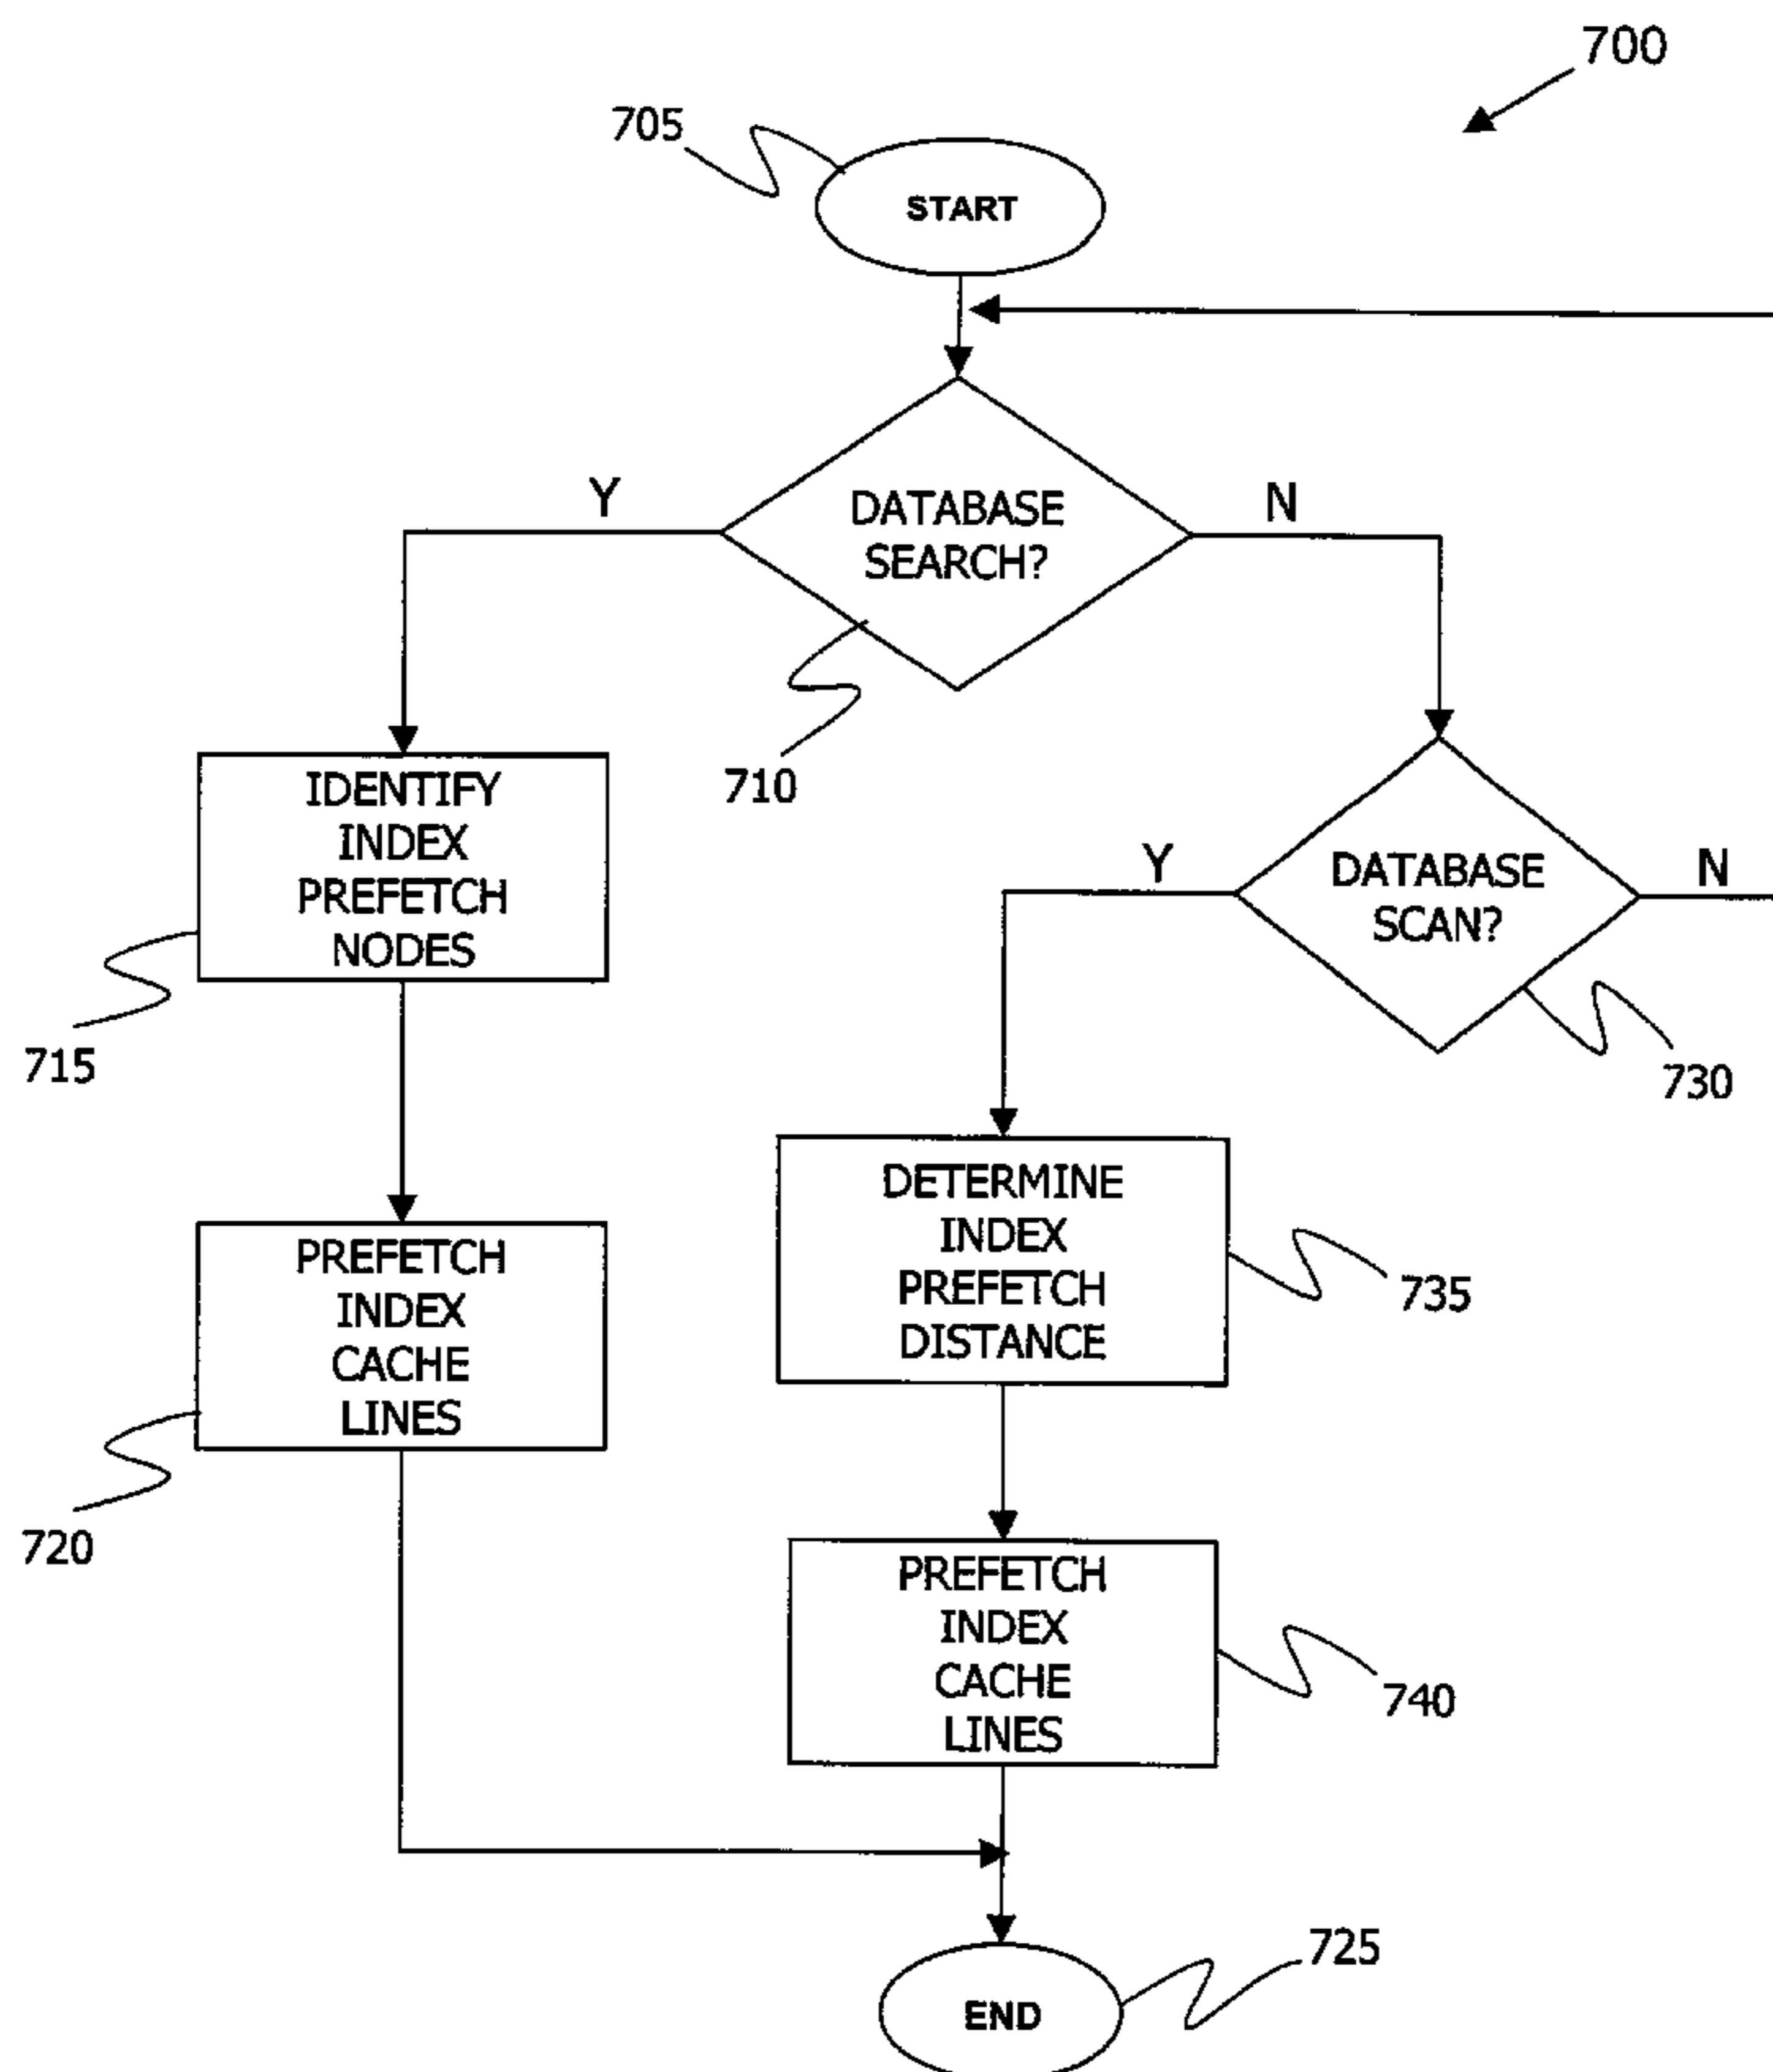 700
705
START
Y
DATABASE
SEARCH?
N
710
IDENTIFY
INDEX
PREFETCH
NODES
715
Y
DATABASE
SCAN?
N
730
DETERMINE
INDEX
PREFETCH
DISTANCE
735
PREFETCH
INDEX
CACHE
LINES
720
PREFETCH
INDEX
CACHE
LINES
740
725
END